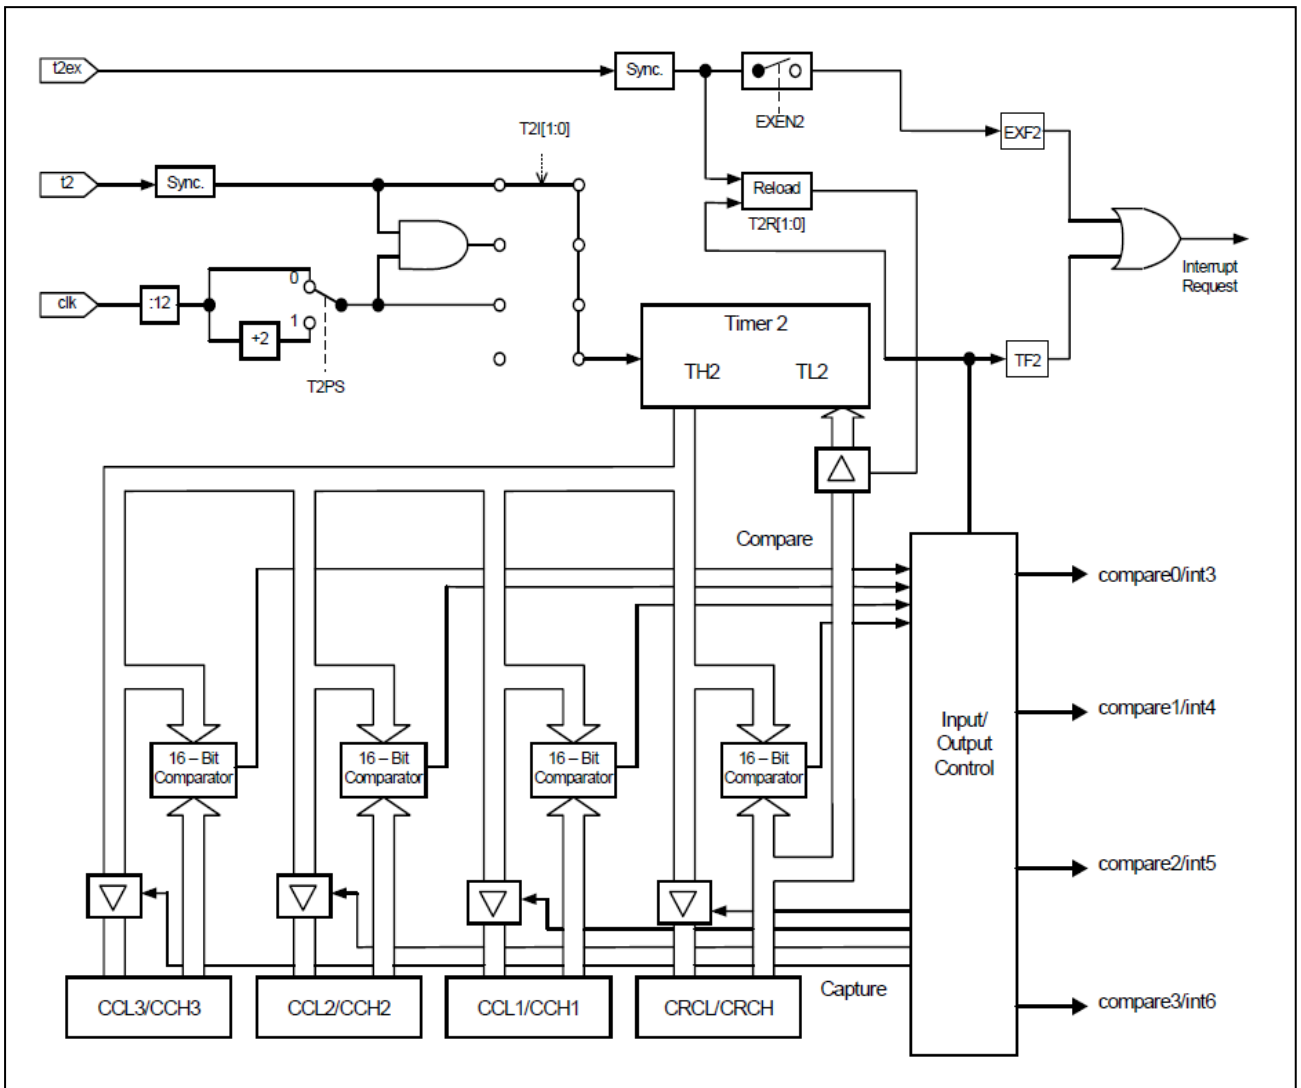 t2ex
Sync.
EXEN2
EXF2
T2I[1:0]
t2
Sync.
Reload
T2R[1:0]
Interrupt
Request
clk
:12
0
1
+2
T2PS
Timer 2
TH2 TL2
TF2
Compare
compare0/int3
compare1/int4
Input/
Output
Control
16 – Bit
Comparator
16 – Bit
Comparator
16 – Bit
Comparator
16 – Bit
Comparator
compare2/int5
Capture
compare3/int6
CCL3/CCH3
CCL2/CCH2
CCL1/CCH1
CRCL/CRCH